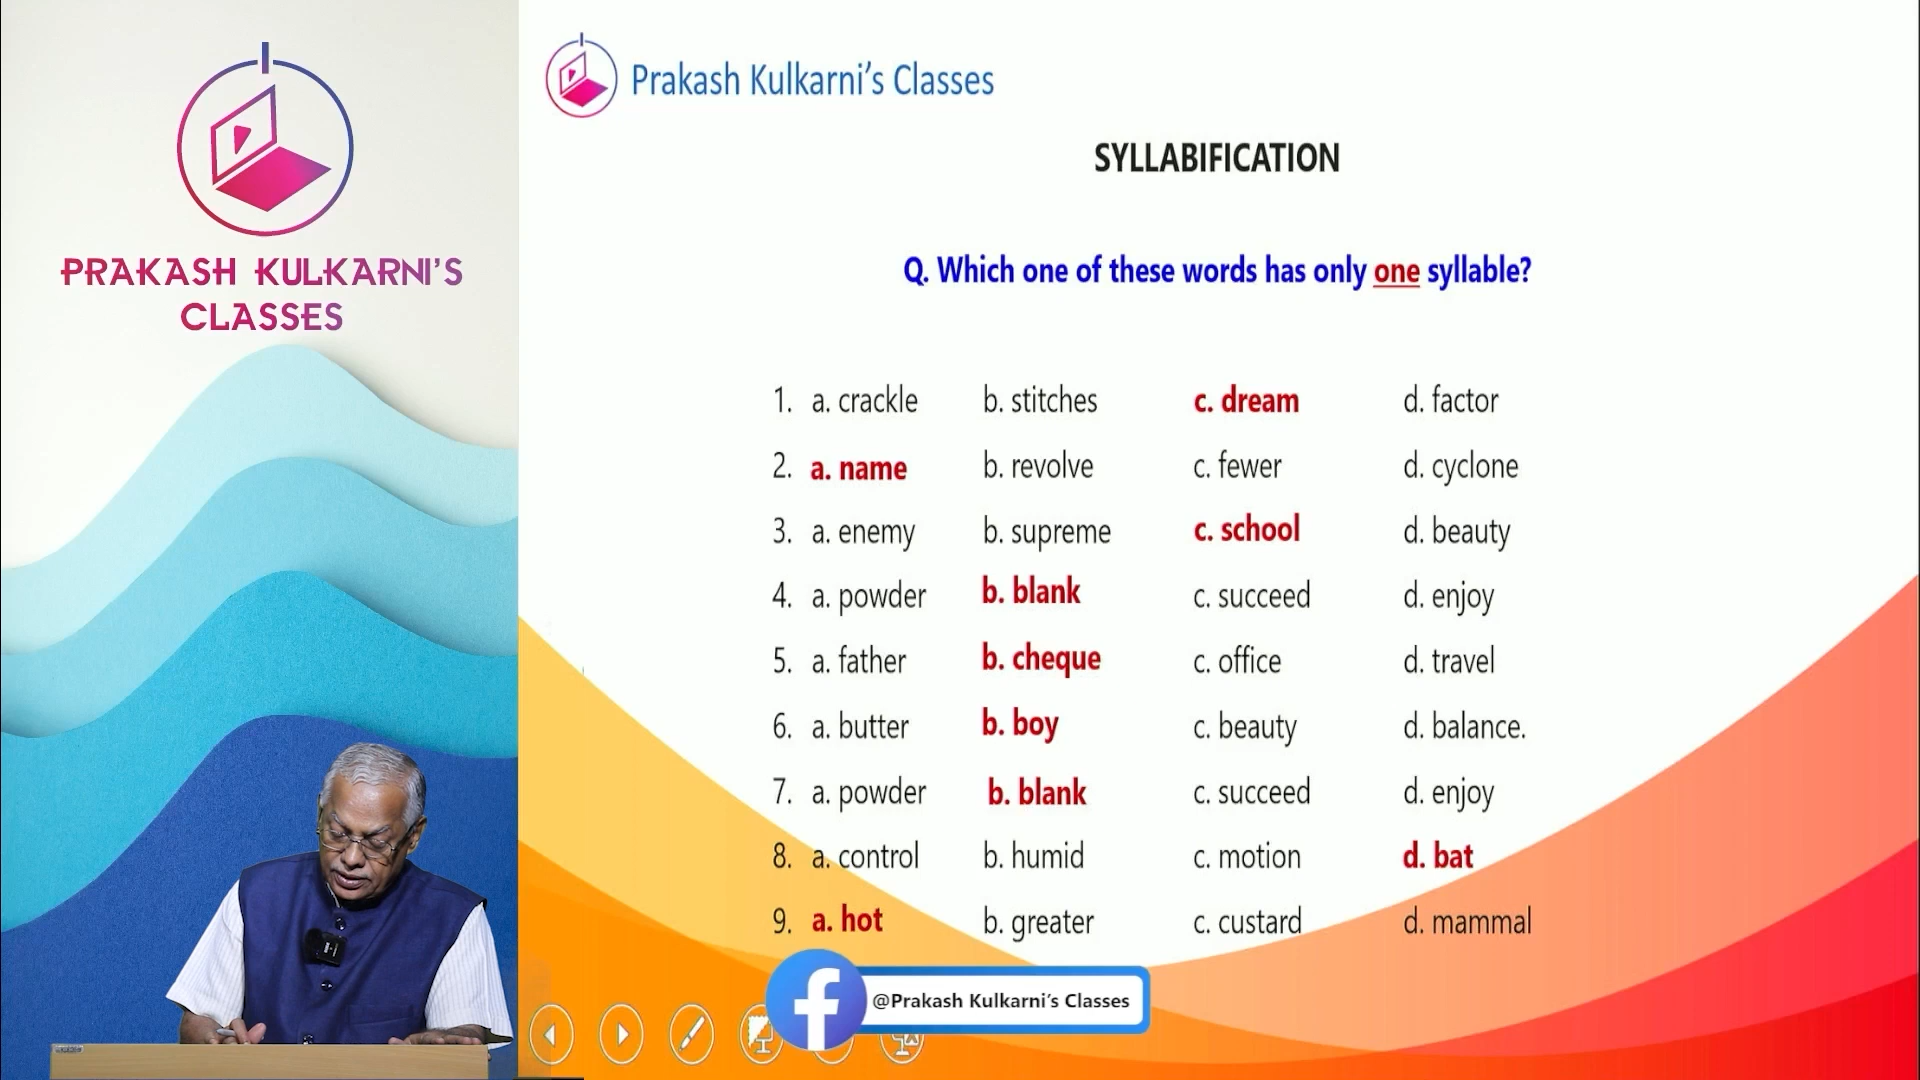 PRAKASH KULKARNI'S
CLASSES
Prakash Kulkarni's Classes
SYLLABIFICATION
Q. Which one of these words has only one syllable?
1. a. crackle b. stitches c. dream d. factor
2. a. name b. revolve c. fewer d. cyclone
3. a. enemy b. supreme c. school d. beauty
4. a. powder b. blank c. succeed d. enjoy
5. a. father b. cheque c. office d. travel
6. a. butter b. boy c. beauty d. balance.
7. a. powder b. blank c. succeed d. enjoy
8. a. control b. humid c. motion d. bat
9. a. hot b. greater c. custard d. mammal
@Prakash Kulkarni's Classes